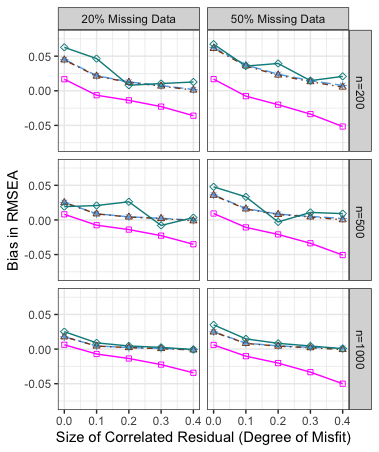 20% Missing Data 50% Missing Data
0.05
0.00
-0.05
n=200
0.05
0.00
-0.05
n=500
0.05
0.00
-0.05
n=1000
Bias in RMSEA
0.0 0.1 0.2 0.3 0.4 0.0 0.1 0.2 0.3 0.4
Size of Correlated Residual (Degree of Misfit)